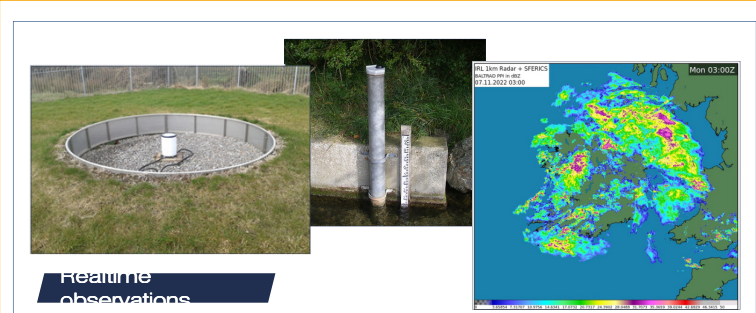 IRL 1km Radar + SFERICS
BALTRAD PPI in dBZ
07.11.2022 03:00
Mon 03:00Z
Realtime
observations